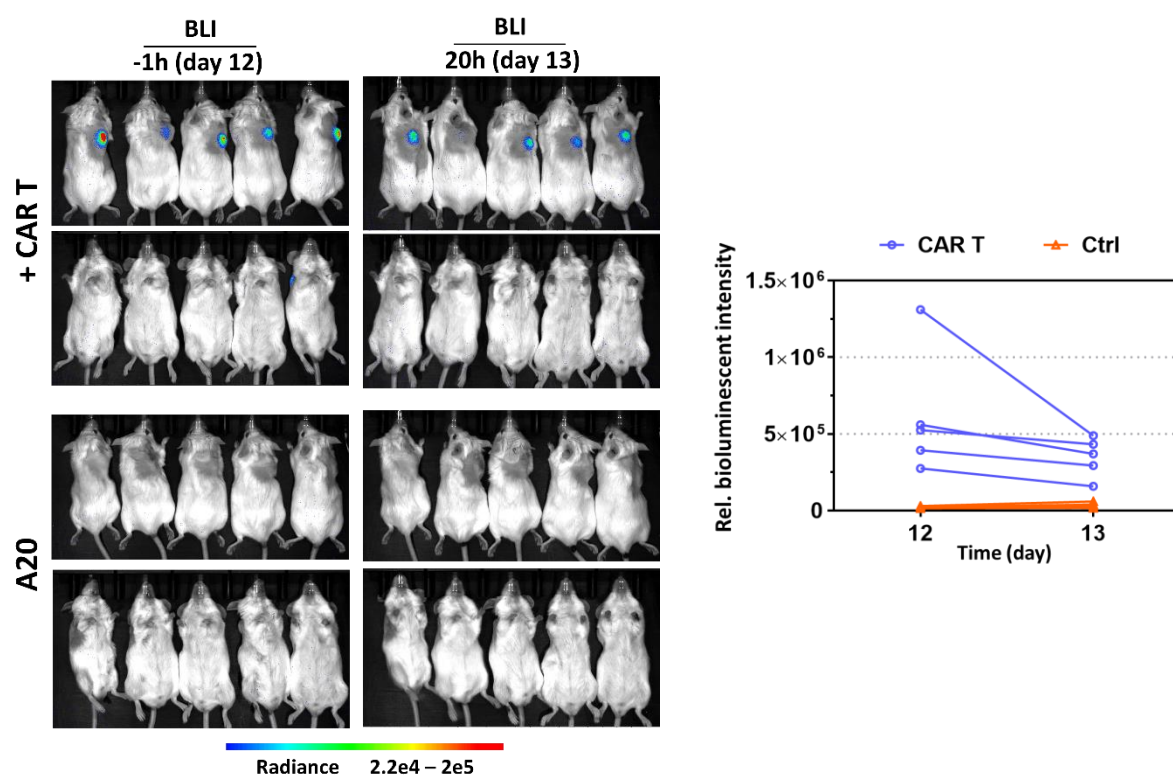 BLI
-1h (day 12)
BLI
20h (day 13)
+ CAR T
A20
Radiance 2.2e4 – 2e5
CAR T
Ctrl
Rel. bioluminescent intensity
1.5×10⁶
1×10⁶
5×10⁵
0
12
13
Time (day)